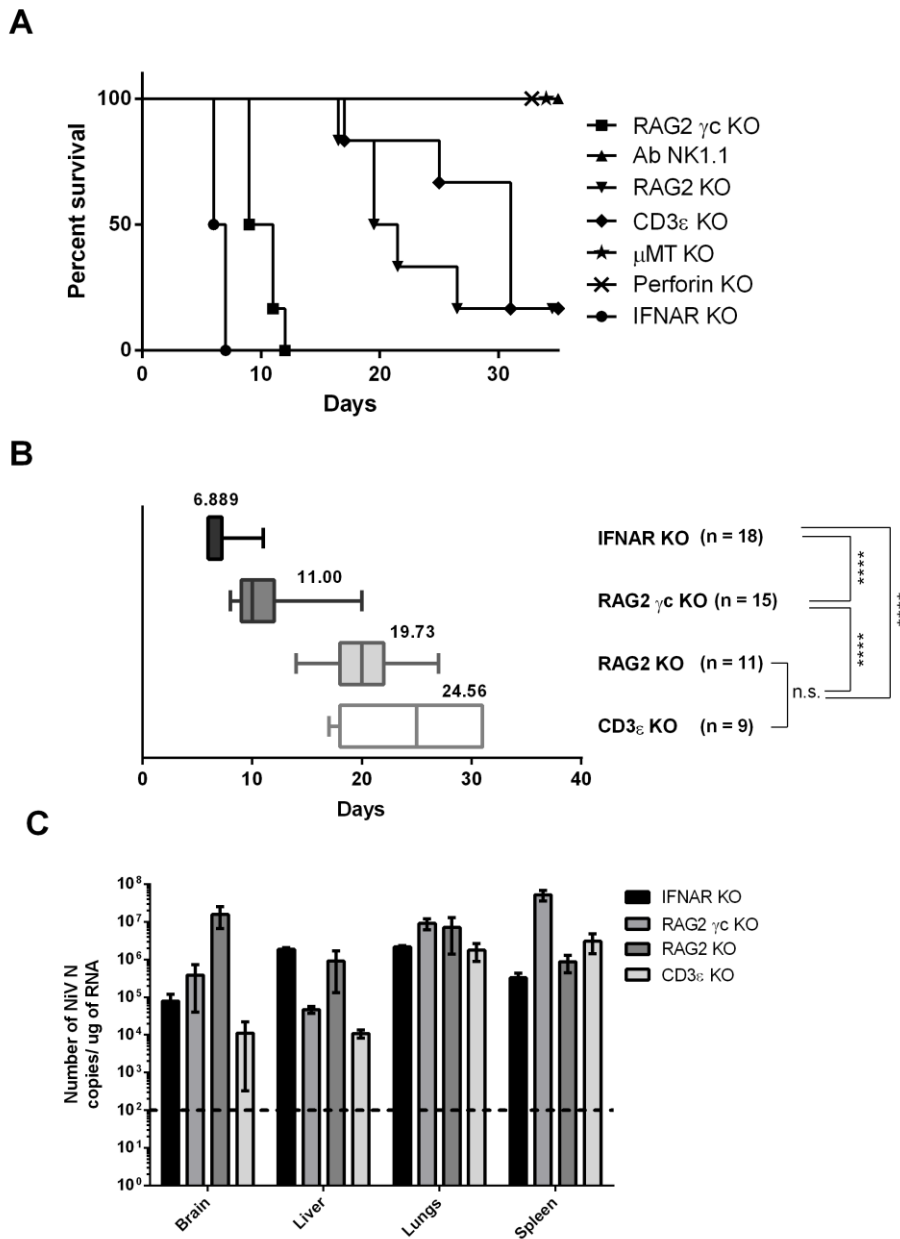 A
Percent survival
100
50
0
0 10 20 30
Days
RAG2 γc KO
Ab NK1.1
RAG2 KO
CD3ε KO
μMT KO
Perforin KO
IFNAR KO
B
6.889
11.00
19.73
24.56
0 10 20 30 40
Days
IFNAR KO (n = 18)
RAG2 γc KO (n = 15)
RAG2 KO (n = 11)
CD3ε KO (n = 9)
****
****
****
n.s.
C
Number of NiV N
copies/ ug of RNA
10⁸
10⁷
10⁶
10⁵
10⁴
10³
10²
10¹
10⁰
Brain Liver Lungs Spleen
IFNAR KO
RAG2 γc KO
RAG2 KO
CD3ε KO